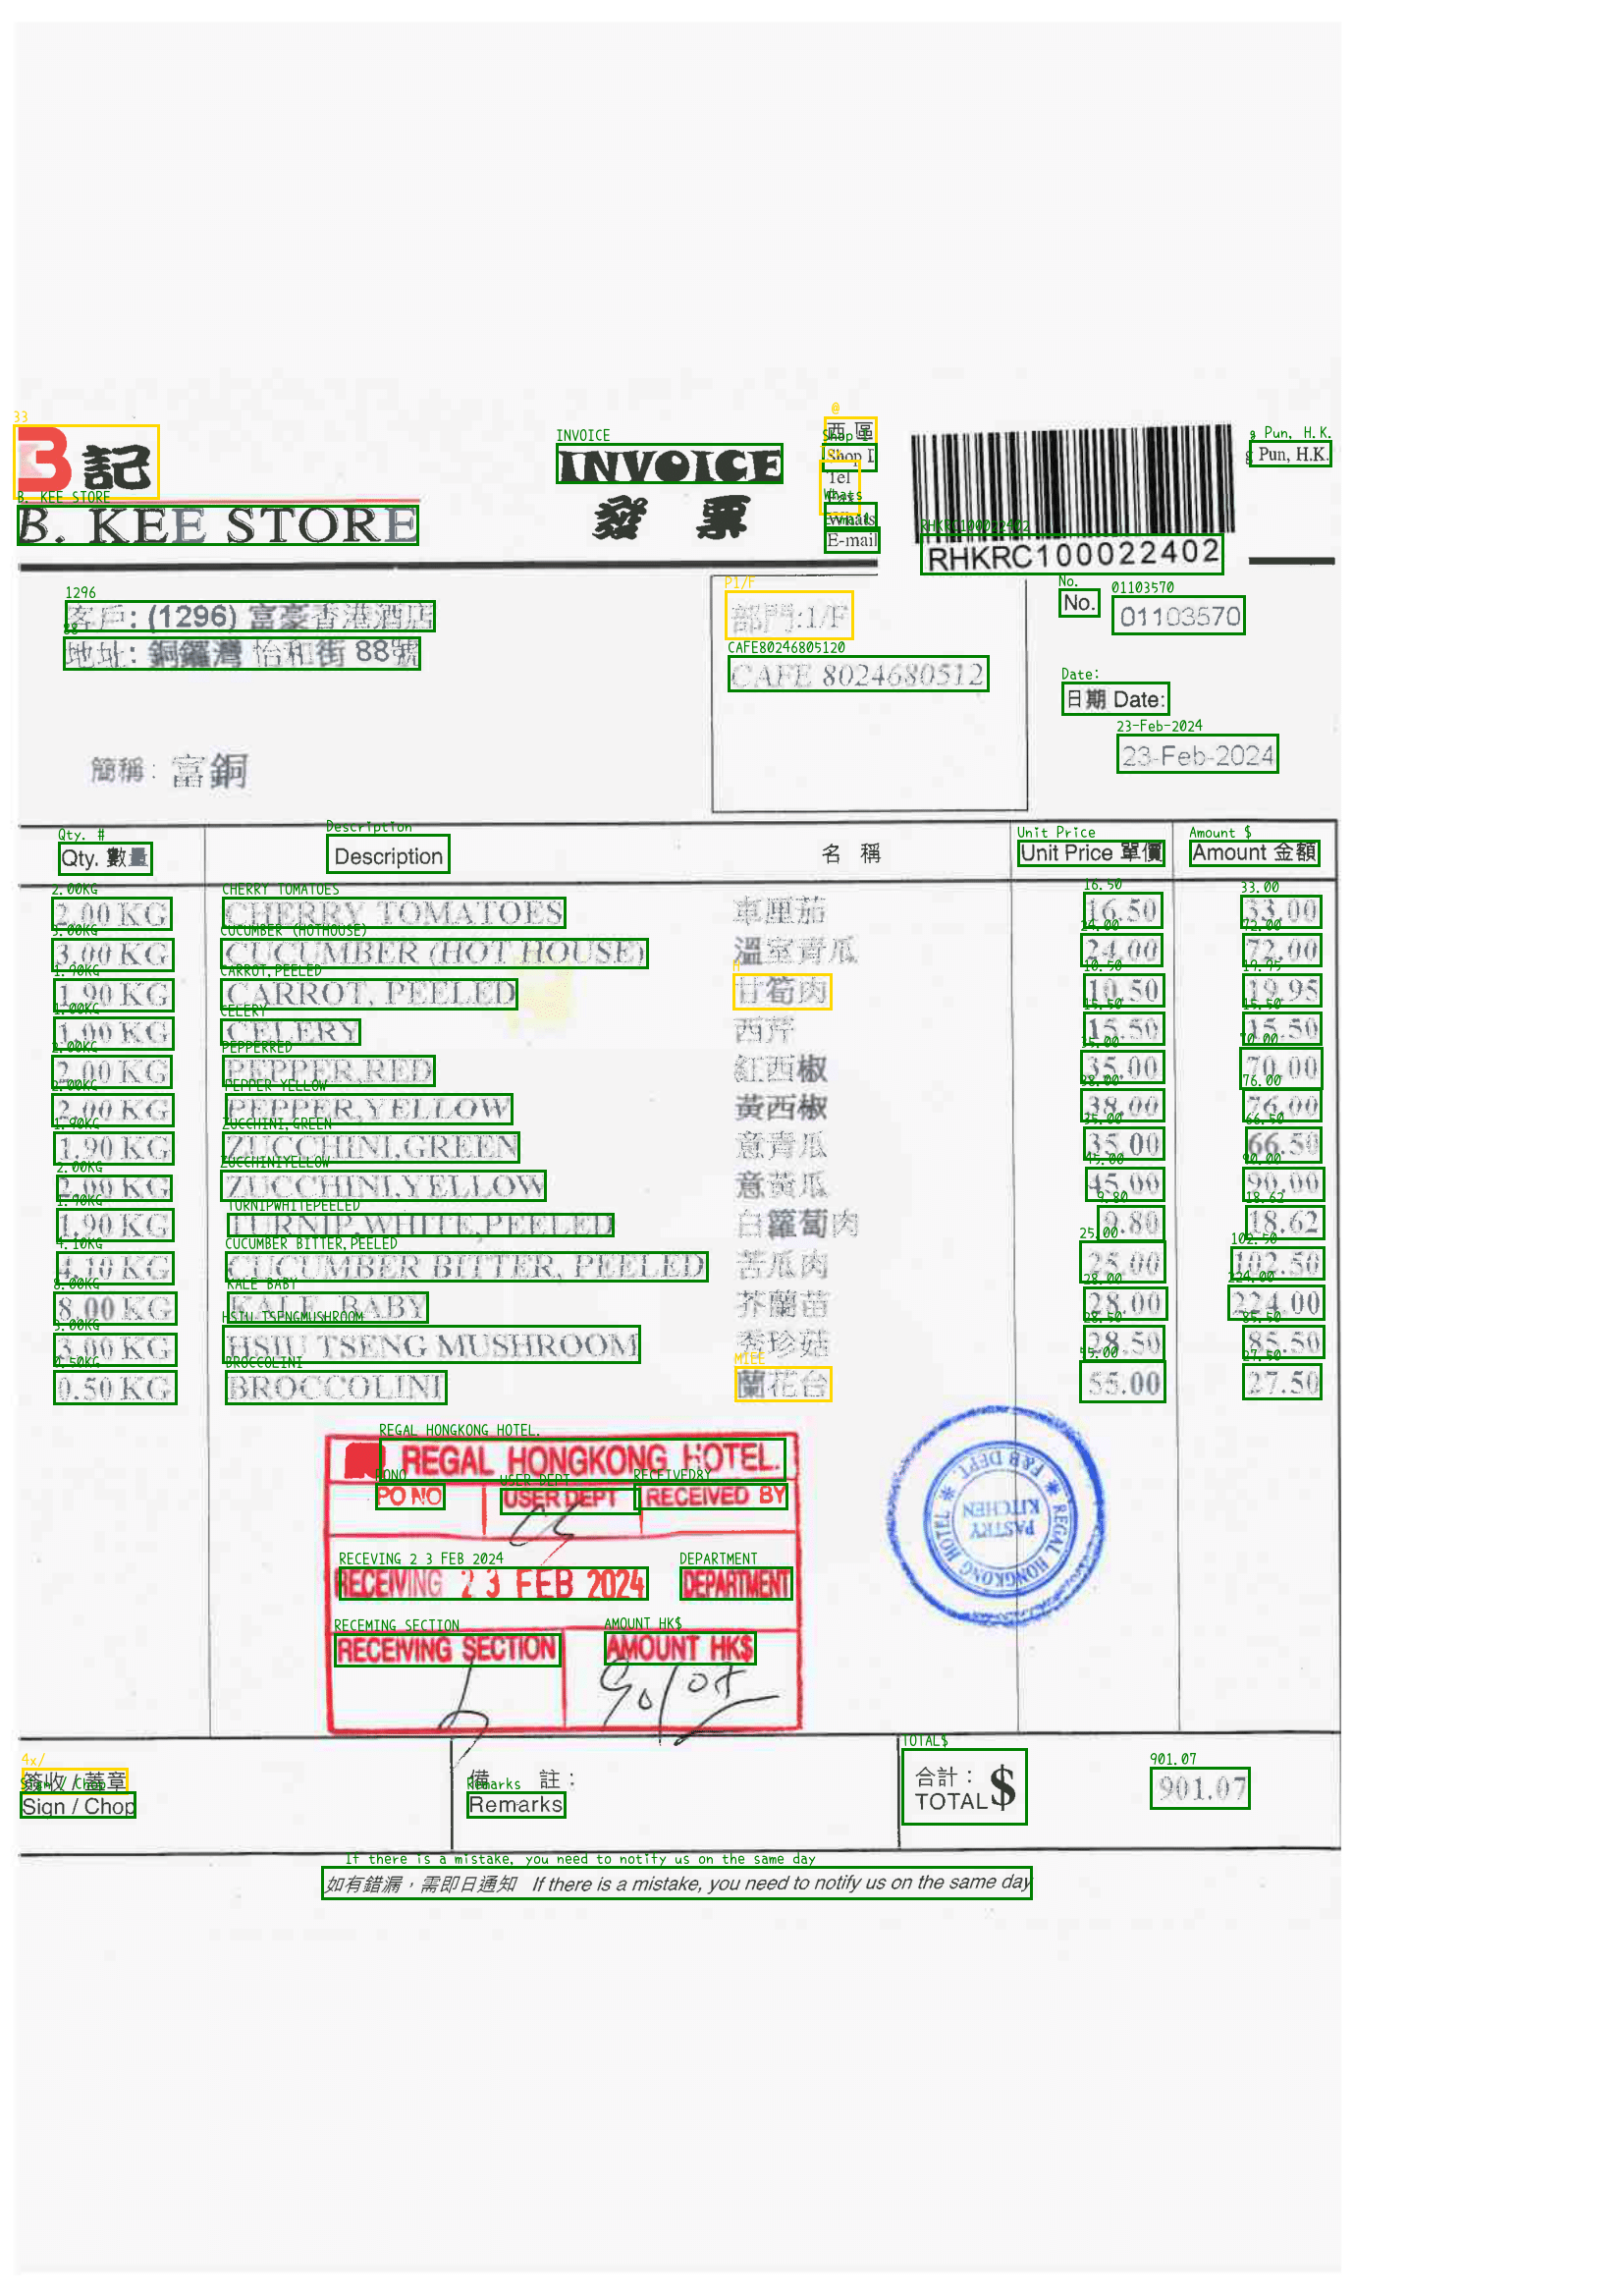 B記
B. KEE STORE
INVOICE
發票
西區
Shop
Tel
Whats
E-mail
RHKRC100022402
g Pun, H.K.
客戶: (1296) 富豪香港酒店
地址: 銅鑼灣 怡和街 88號
部門:1/F
CAFE 8024680512
No. 01103570
日期 Date:
23-Feb-2024
簡稱: 富銅
Qty. 數量 Description 名稱 Unit Price 單價 Amount 金額
2.00 KG CHERRY TOMATOES 車厘茄 16.50 33.00
3.00 KG CUCUMBER (HOT HOUSE) 溫室青瓜 24.00 72.00
1.90 KG CARROT, PEELED 甘筍肉 10.50 19.95
1.00 KG CELERY 西芹 15.50 15.50
2.00 KG PEPPER,RED 紅西椒 35.00 70.00
2.00 KG PEPPER,YELLOW 黃西椒 38.00 76.00
1.90 KG ZUCCHINI,GREEN 意青瓜 35.00 66.50
2.00 KG ZUCCHINI,YELLOW 意黃瓜 45.00 90.00
1.90 KG TURNIP,WHITE,PEELED 白籮蔔肉 9.80 18.62
4.10 KG CUCUMBER BITTER, PEELED 苦瓜肉 25.00 102.50
8.00 KG KALE BABY 芥蘭苗 28.00 224.00
3.00 KG HSIU TSENG MUSHROOM 秀珍菇 28.50 85.50
0.50 KG BROCCOLINI 蘭花台 55.00 27.50
REGAL HONGKONG HOTEL.
PO NO USER DEPT RECEIVED BY
RECEIVING 23 FEB 2024 DEPARTMENT
RECEIVING SECTION AMOUNT HK$
901.07
REGAL HONGKONG HOTEL * F&B DEPT. *
PASTRY KITCHEN
簽收 / 蓋章
Sign / Chop
備註:
Remarks
合計:
TOTAL $
901.07
如有錯漏,需即日通知 If there is a mistake, you need to notify us on the same day